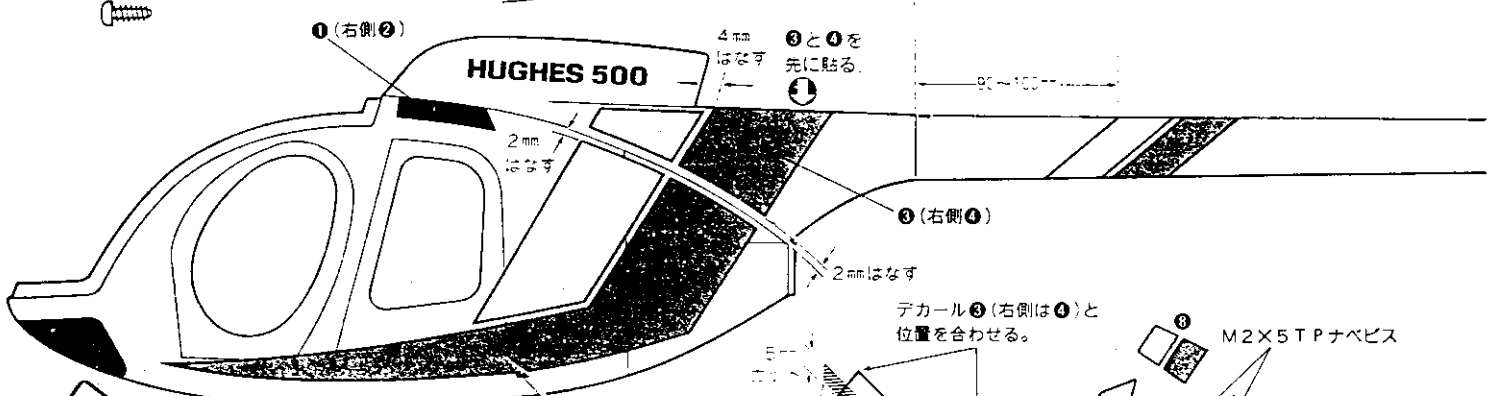 ❶(右側❷)
4mm
はなす
❸と❹を
先に貼る.
HUGHES 500
2mm
はなす
❸(右側❹)
2mmはなす
デカール❸(右側は❹)と
位置を合わせる。
❽
M2×5TPナベビス